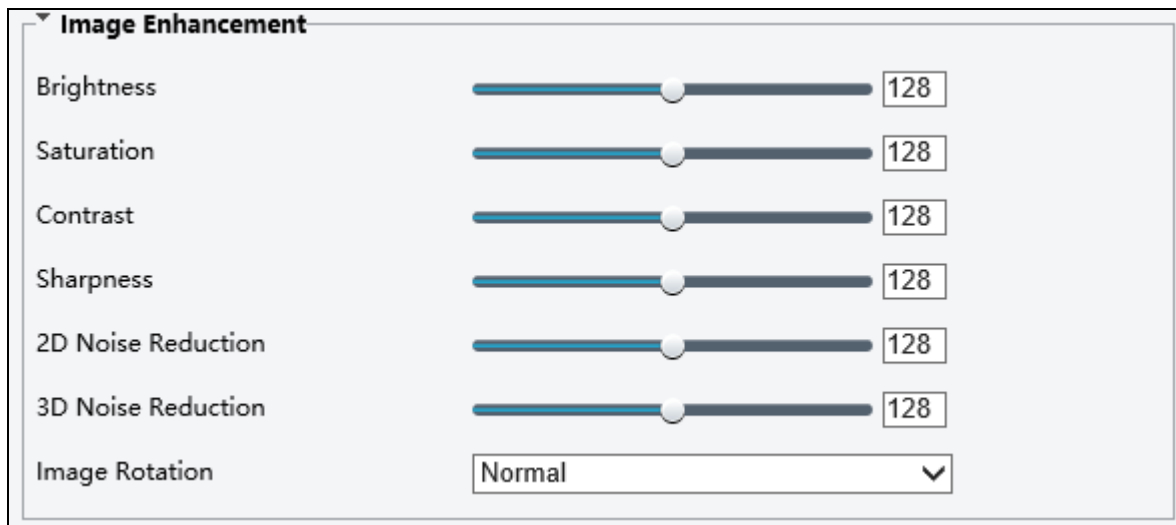 Image Enhancement
Brightness 128
Saturation 128
Contrast 128
Sharpness 128
2D Noise Reduction 128
3D Noise Reduction 128
Image Rotation Normal